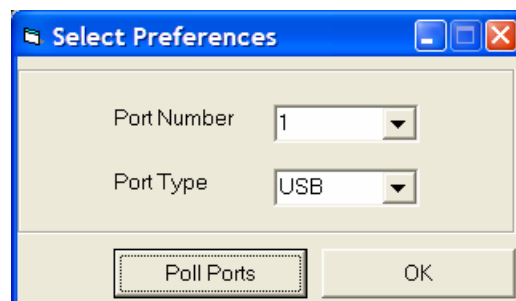 Select Preferences
Port Number 1
Port Type USB
Poll Ports OK